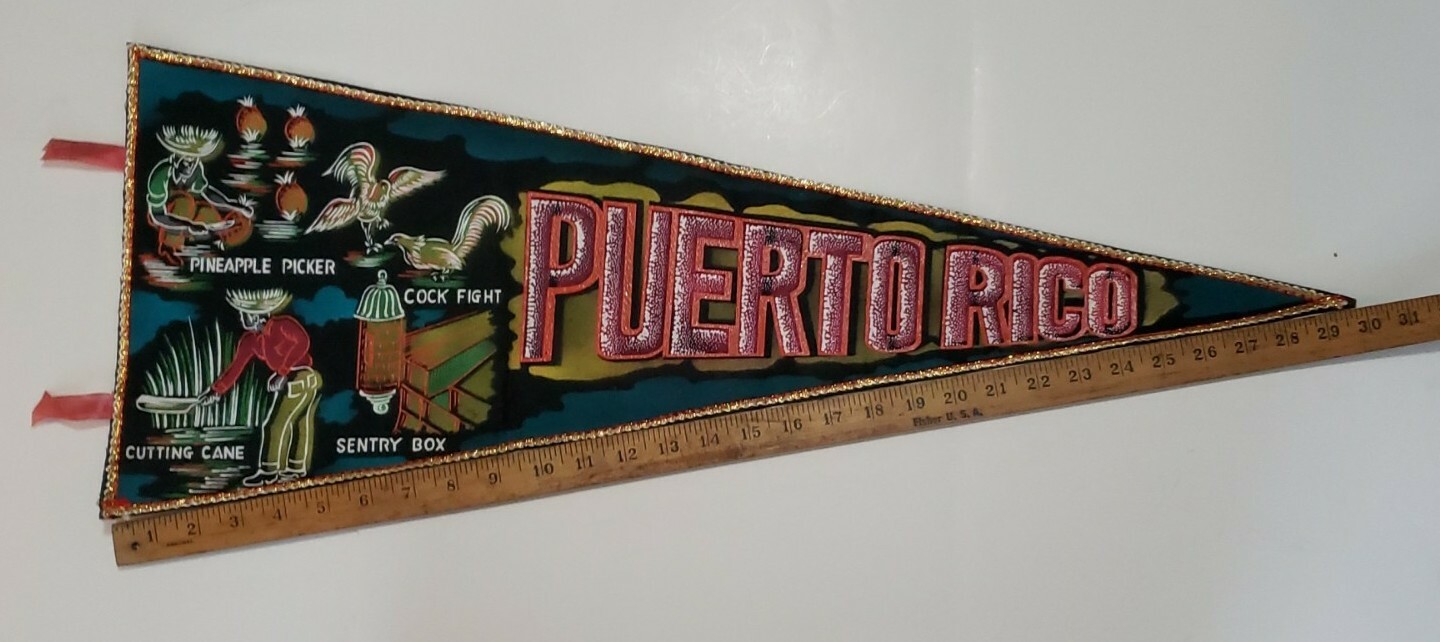 PINEAPPLE PICKER
COCK FIGHT
PUERTO RICO
CUTTING CANE
SENTRY BOX
1 2 3 4 5 6 7 8 9 10 11 12 13 14 15 16 17 18 19 20 21 22 23 24 25 26 27 28 29 30 31
Fisher U.S.A.